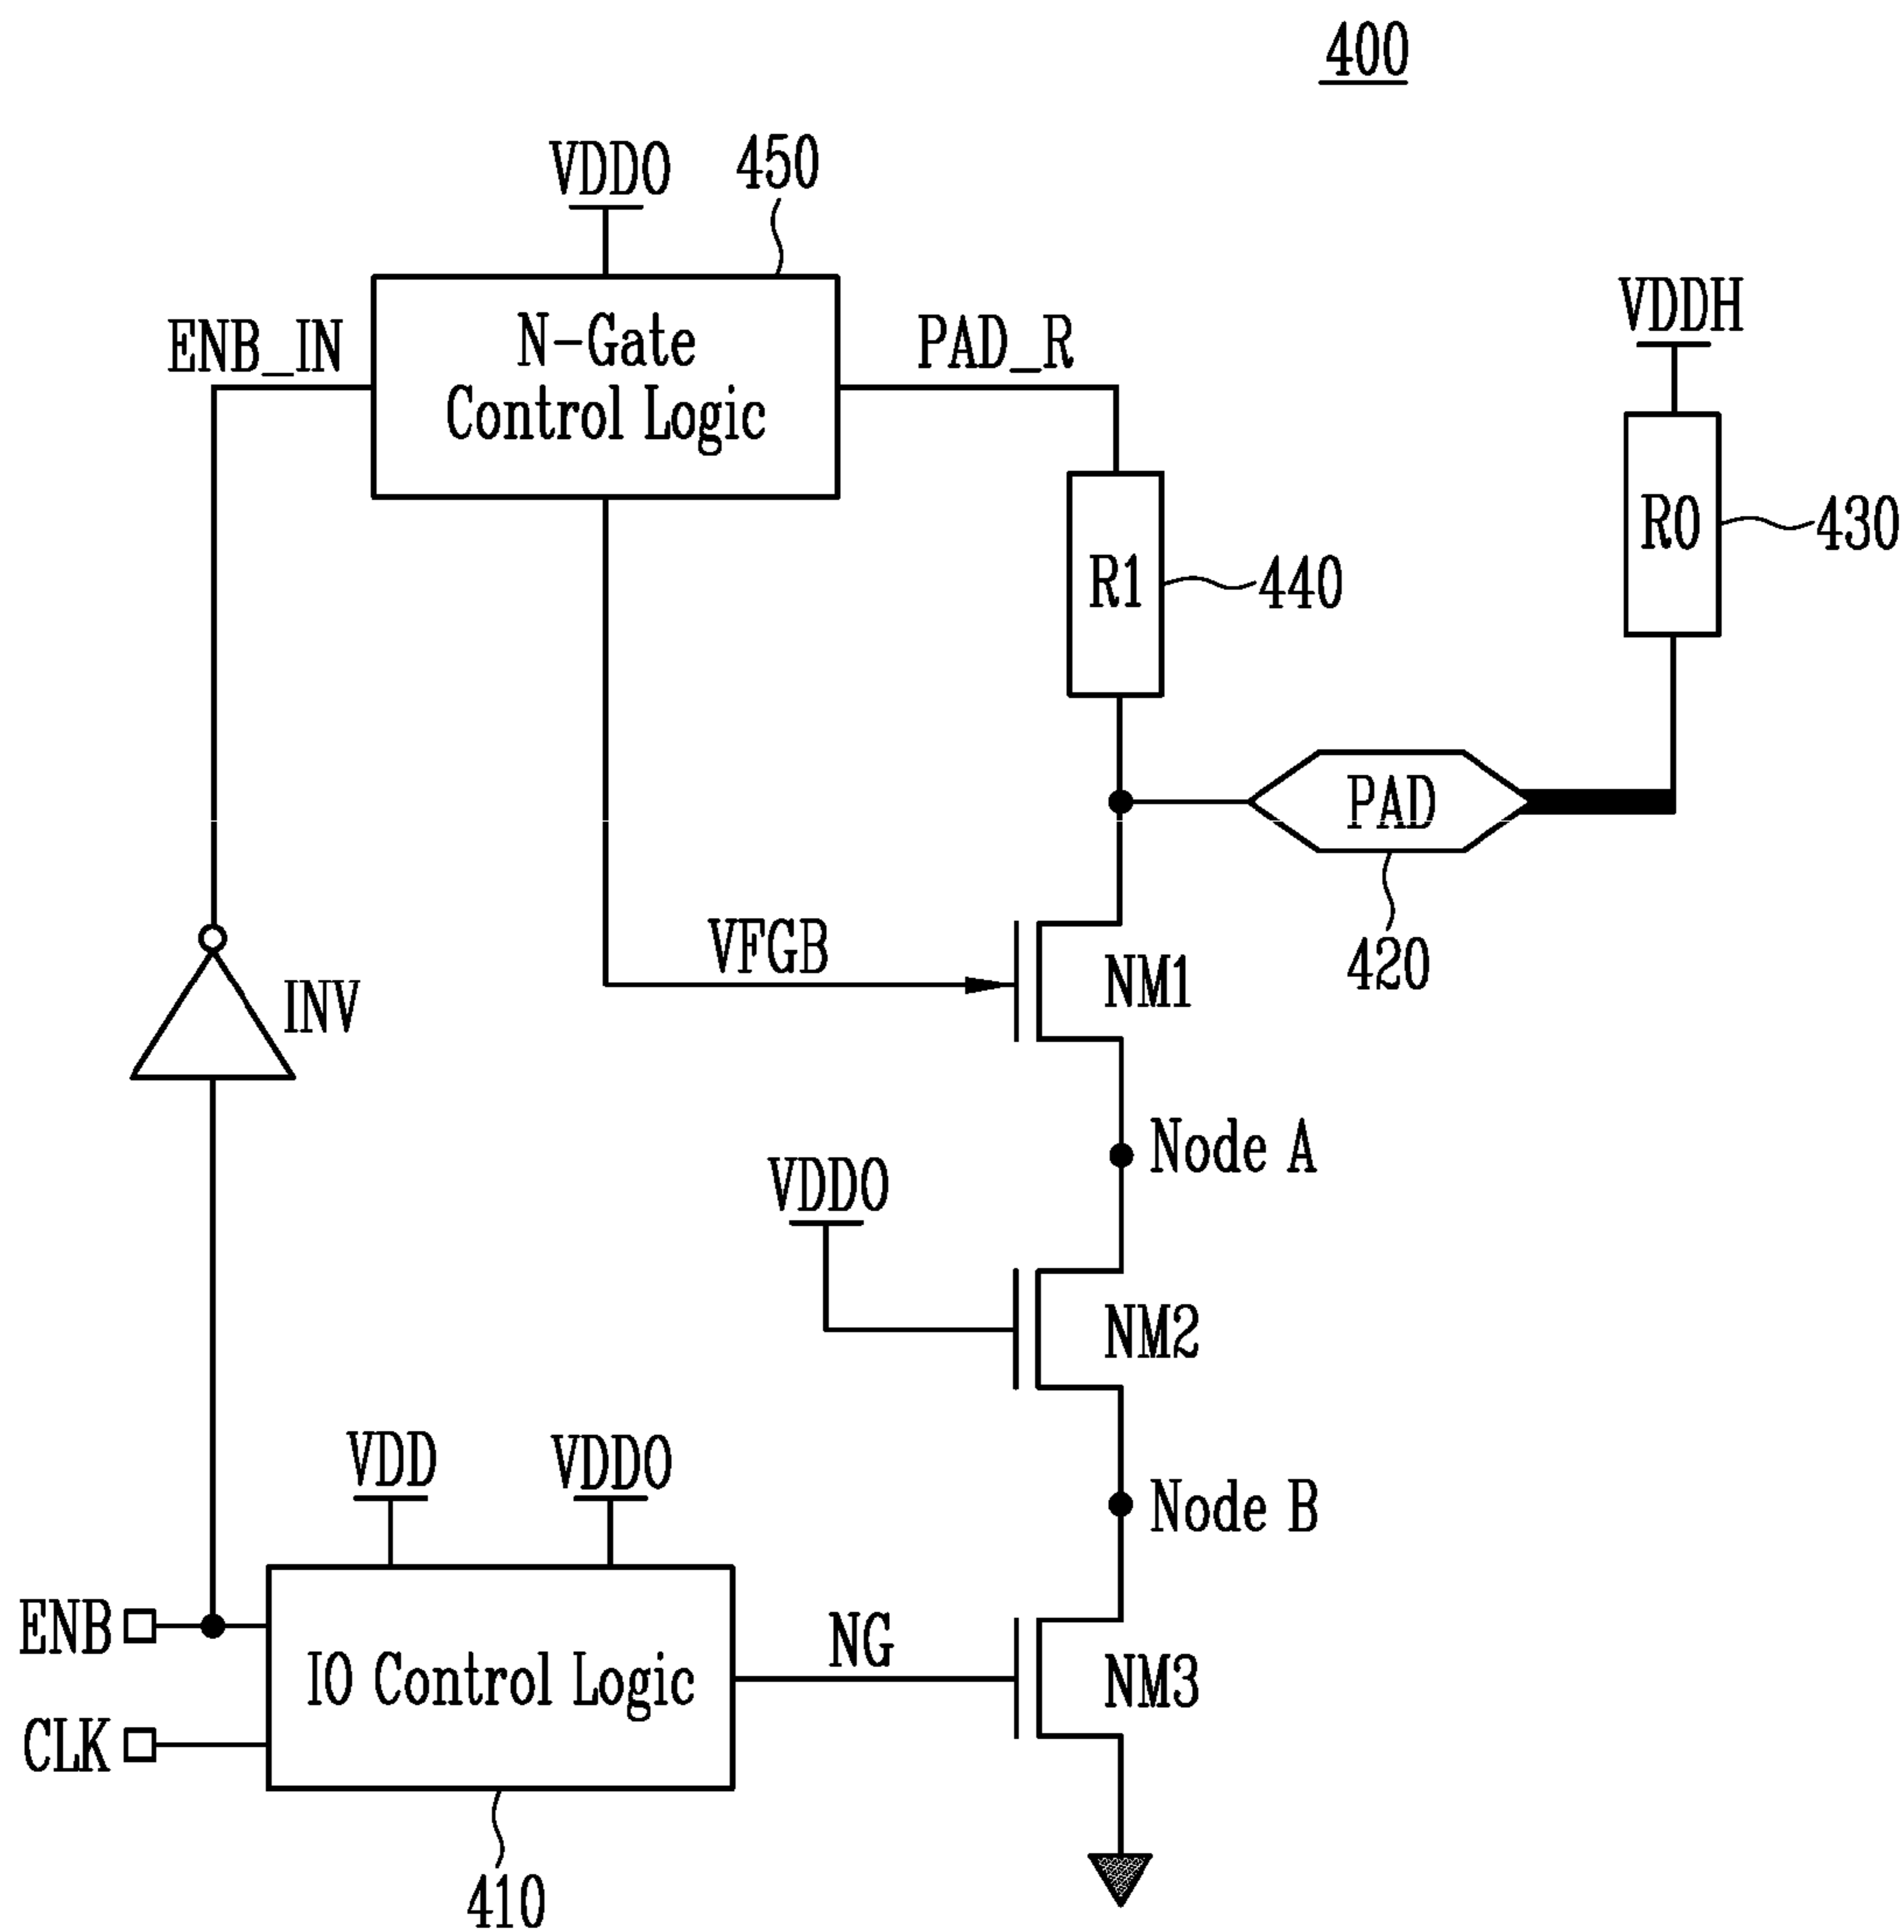 400
VDDO
450
ENB_IN
N-Gate
Control Logic
PAD_R
VDDH
R0
430
R1
440
PAD
420
VFGB
NM1
INV
Node A
VDDO
NM2
VDD
VDDO
Node B
ENB
IO Control Logic
NG
NM3
CLK
410